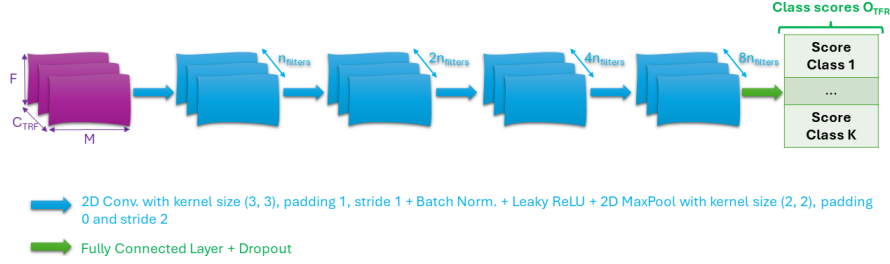 Class scores O_TFR
F
C_TRF
M
n_filters
2n_filters
4n_filters
8n_filters
Score
Class 1
...
Score
Class K
2D Conv. with kernel size (3, 3), padding 1, stride 1 + Batch Norm. + Leaky ReLU + 2D MaxPool with kernel size (2, 2), padding
0 and stride 2
Fully Connected Layer + Dropout